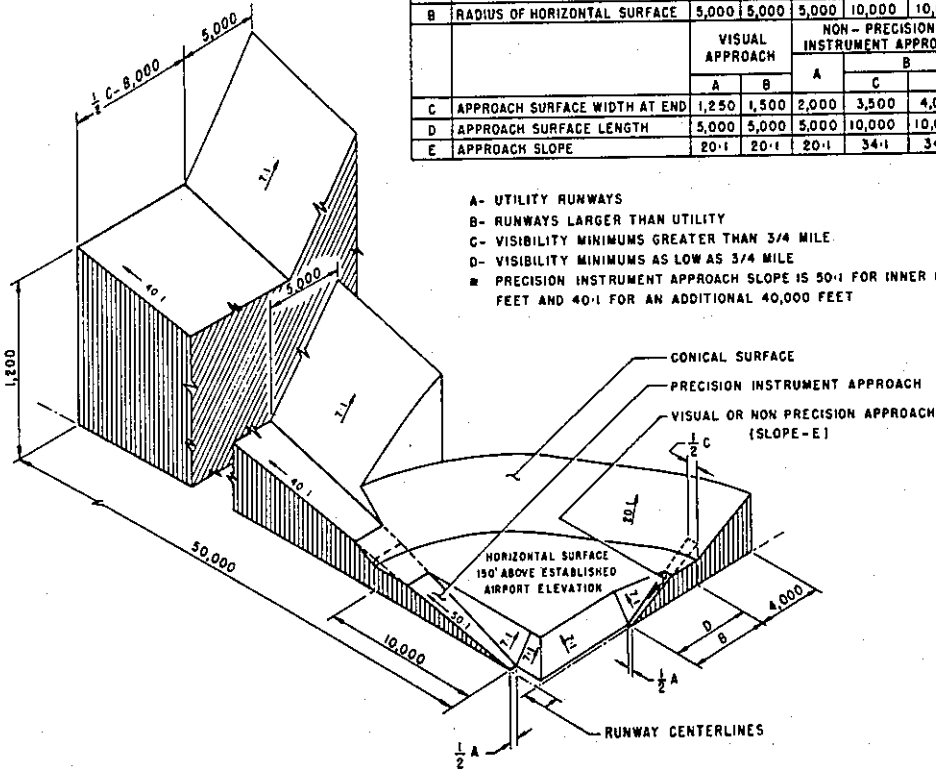 B RADIUS OF HORIZONTAL SURFACE 5,000 5,000 5,000 10,000 10,
VISUAL APPROACH
NON-PRECISION INSTRUMENT APPRO
A B A B
C
C APPROACH SURFACE WIDTH AT END 1,250 1,500 2,000 3,500 4,0
D APPROACH SURFACE LENGTH 5,000 5,000 5,000 10,000 10,0
E APPROACH SLOPE 20:1 20:1 20:1 34:1 34
A- UTILITY RUNWAYS
B- RUNWAYS LARGER THAN UTILITY
C- VISIBILITY MINIMUMS GREATER THAN 3/4 MILE
D- VISIBILITY MINIMUMS AS LOW AS 3/4 MILE
* PRECISION INSTRUMENT APPROACH SLOPE IS 50:1 FOR INNER
FEET AND 40:1 FOR AN ADDITIONAL 40,000 FEET
5,000
1/2 C-8,000
7:1
40:1
5,000
1,200
7:1
CONICAL SURFACE
PRECISION INSTRUMENT APPROACH
VISUAL OR NON PRECISION APPROACH
[SLOPE-E]
1/2 C
40:1
20:1
50,000
HORIZONTAL SURFACE
150' ABOVE ESTABLISHED
AIRPORT ELEVATION
50:1
7:1
7:1
7:1
7:1
4,000
D
B
10,000
1/2 A
RUNWAY CENTERLINES
1/2 A